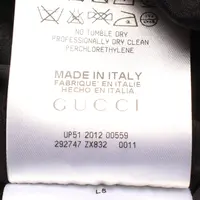 NO TUMBLE DRY
PROFESSIONALLY DRY CLEAN
PERCHLORETHYLENE
MADE IN ITALY
FABRIQUÉ EN ITALIE
HECHO EN ITALIA
GUCCI
UP51 2012 00559
292747 ZX832 0011